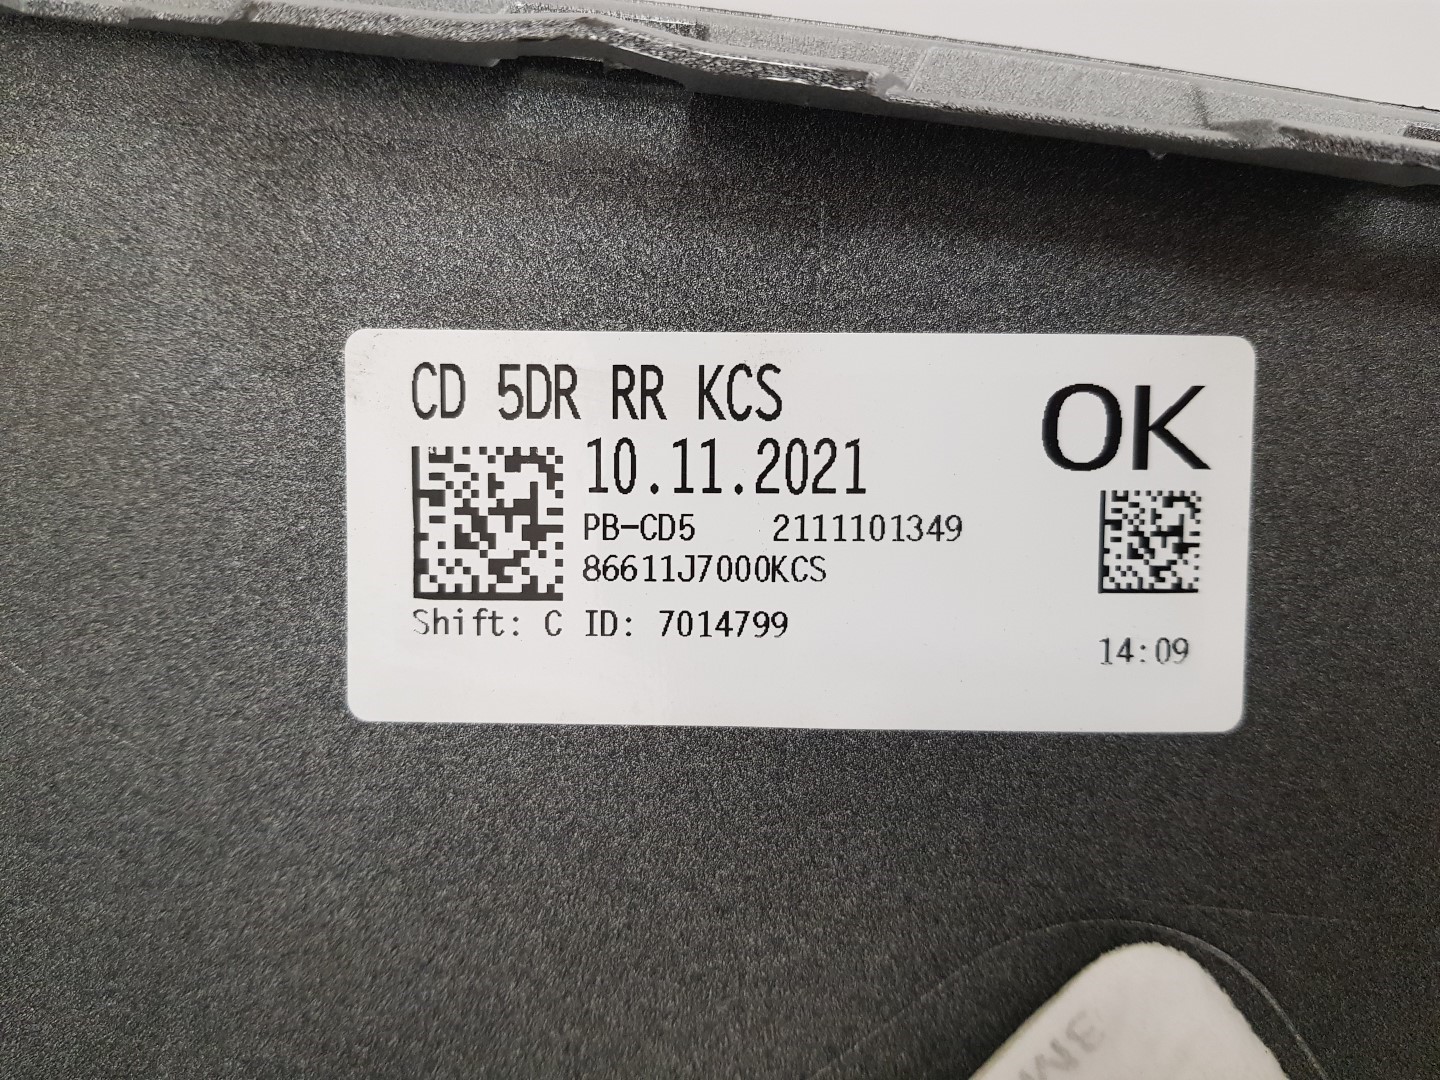 CD 5DR RR KCS
OK
10.11.2021
PB-CD5 2111101349
86611J7000KCS
Shift: C ID: 7014799
14:09